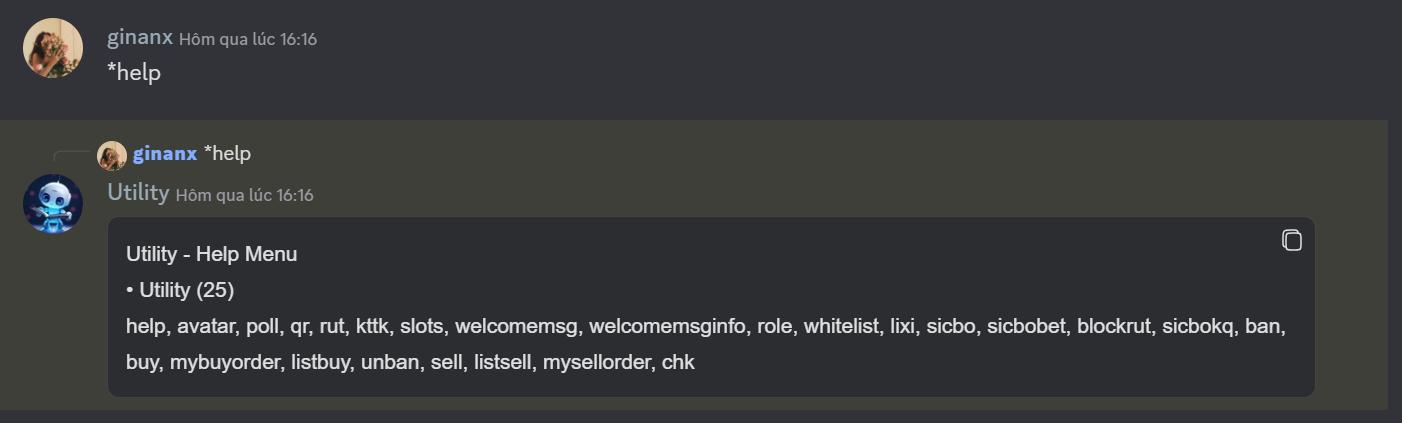 ginanx Hôm qua lúc 16:16
*help
ginanx *help
Utility Hôm qua lúc 16:16
Utility - Help Menu
• Utility (25)
help, avatar, poll, qr, rut, kttk, slots, welcomemsg, welcomemsginfo, role, whitelist, lixi, sicbo, sicbobet, blockrut, sicbokq, ban,
buy, mybuyorder, listbuy, unban, sell, listsell, mysellorder, chk